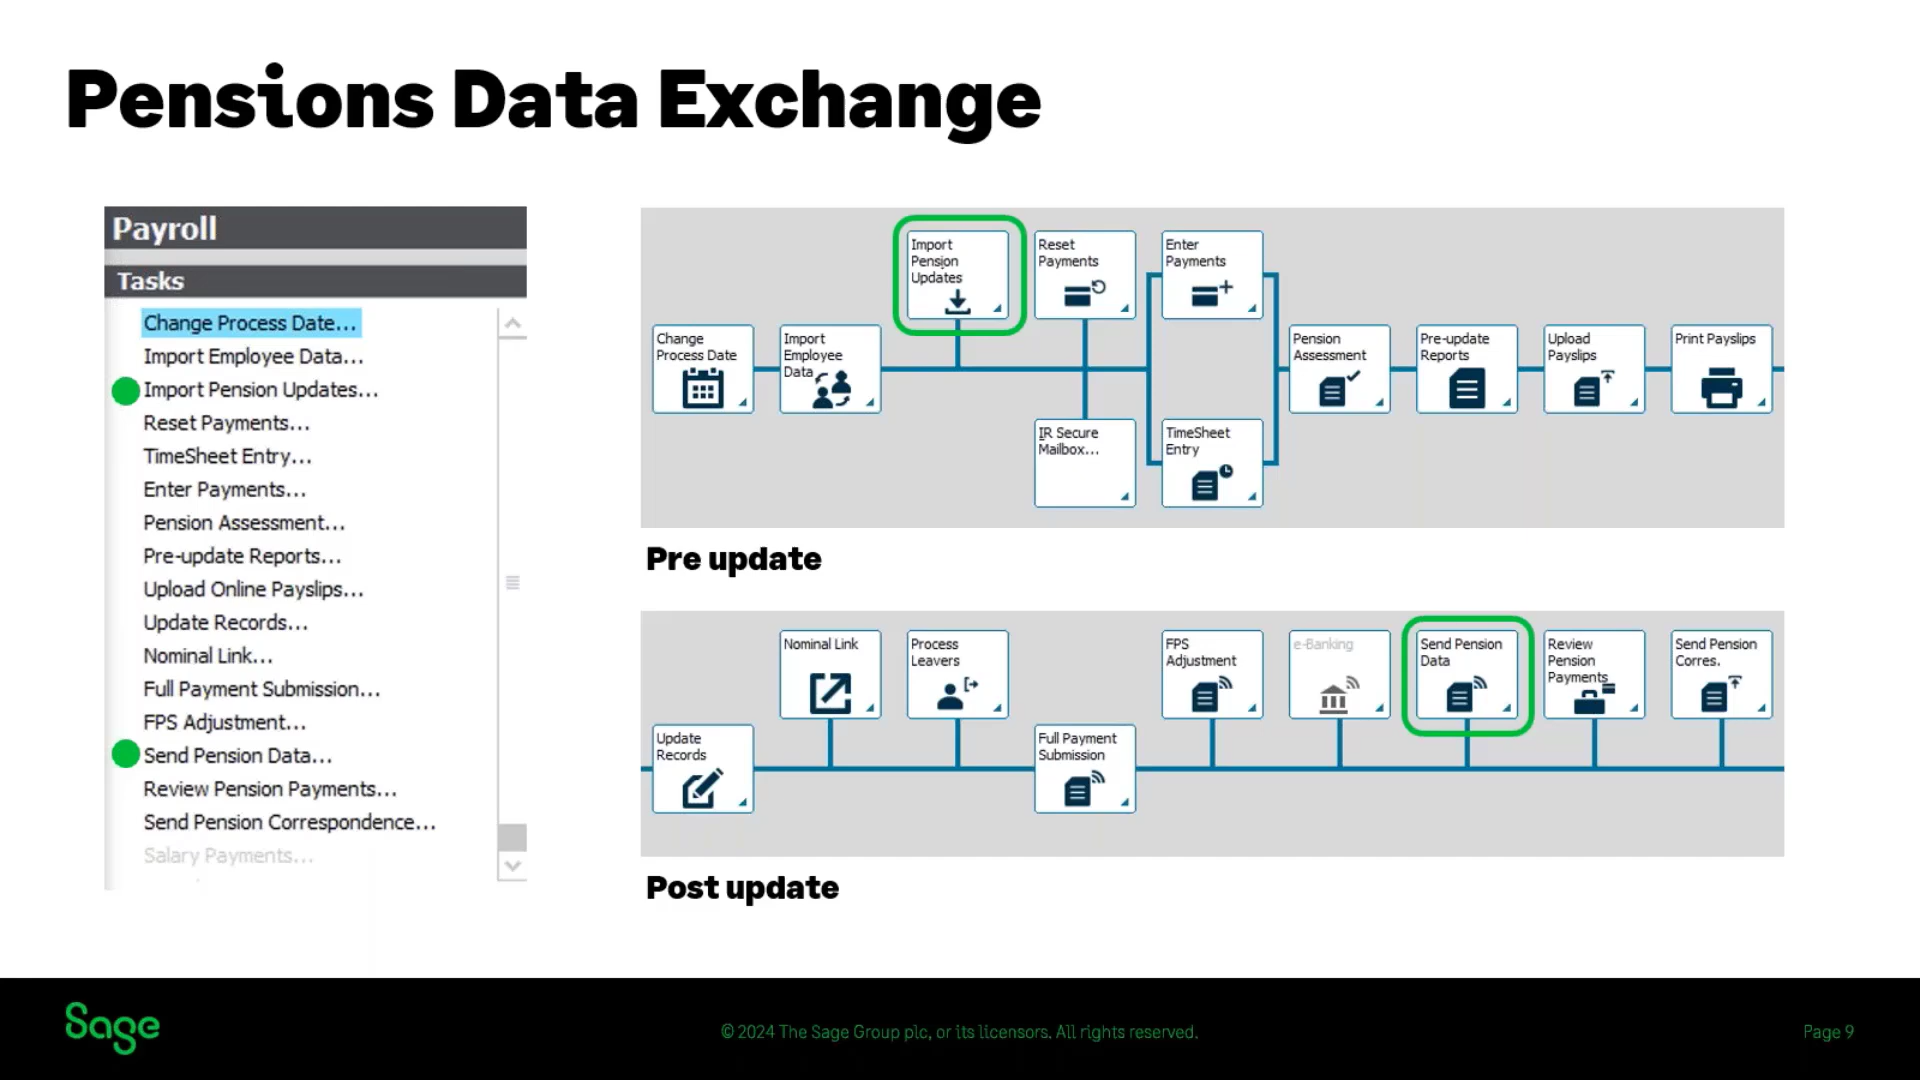 Pensions Data Exchange
Payroll
Tasks
Change Process Date...
Import Employee Data...
Import Pension Updates...
Reset Payments...
TimeSheet Entry...
Enter Payments...
Pension Assessment...
Pre-update Reports...
Upload Online Payslips...
Update Records...
Nominal Link...
Full Payment Submission...
FPS Adjustment...
Send Pension Data...
Review Pension Payments...
Send Pension Correspondence...
Salary Payments...
Change
Process Date
Import
Employee
Data
Import
Pension
Updates
Reset
Payments
IR Secure
Mailbox...
Enter
Payments
TimeSheet
Entry
Pension
Assessment
Pre-update
Reports
Upload
Payslips
Print Payslips
Pre update
Update
Records
Nominal Link
Process
Leavers
Full Payment
Submission
FPS
Adjustment
e-Banking
Send Pension
Data
Review
Pension
Payments
Send Pension
Corres.
Post update
Sage
© 2024 The Sage Group plc, or its licensors. All rights reserved.
Page 9